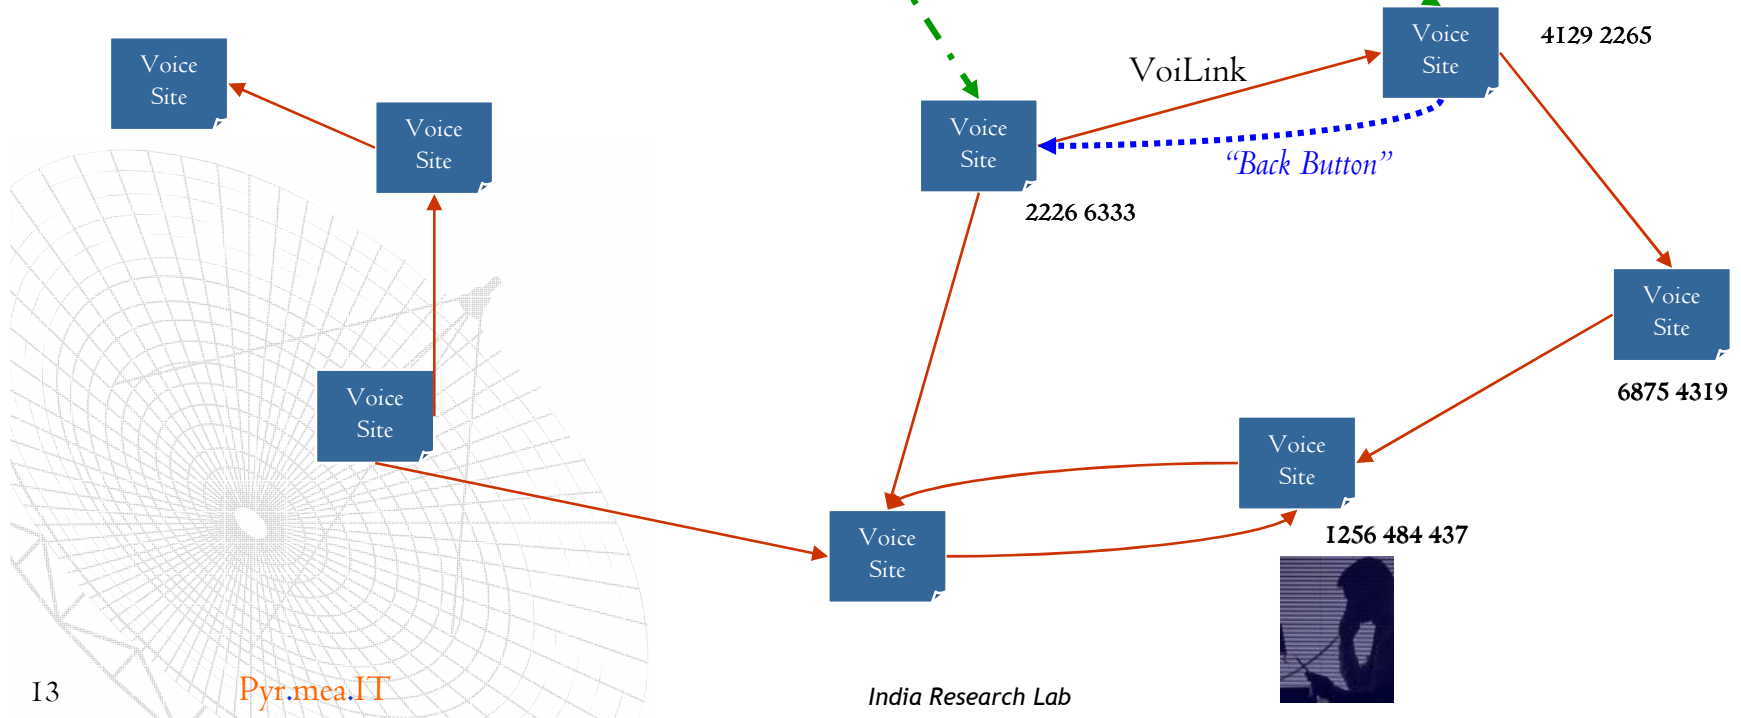 Voice
Site
4129 2265
Voice
Site
VoiLink
Voice
Site
Voice
Site
"Back Button"
2226 6333
Voice
Site
6875 4319
Voice
Site
Voice
Site
1256 484 437
Voice
Site
13
Pyr.mea.IT
India Research Lab